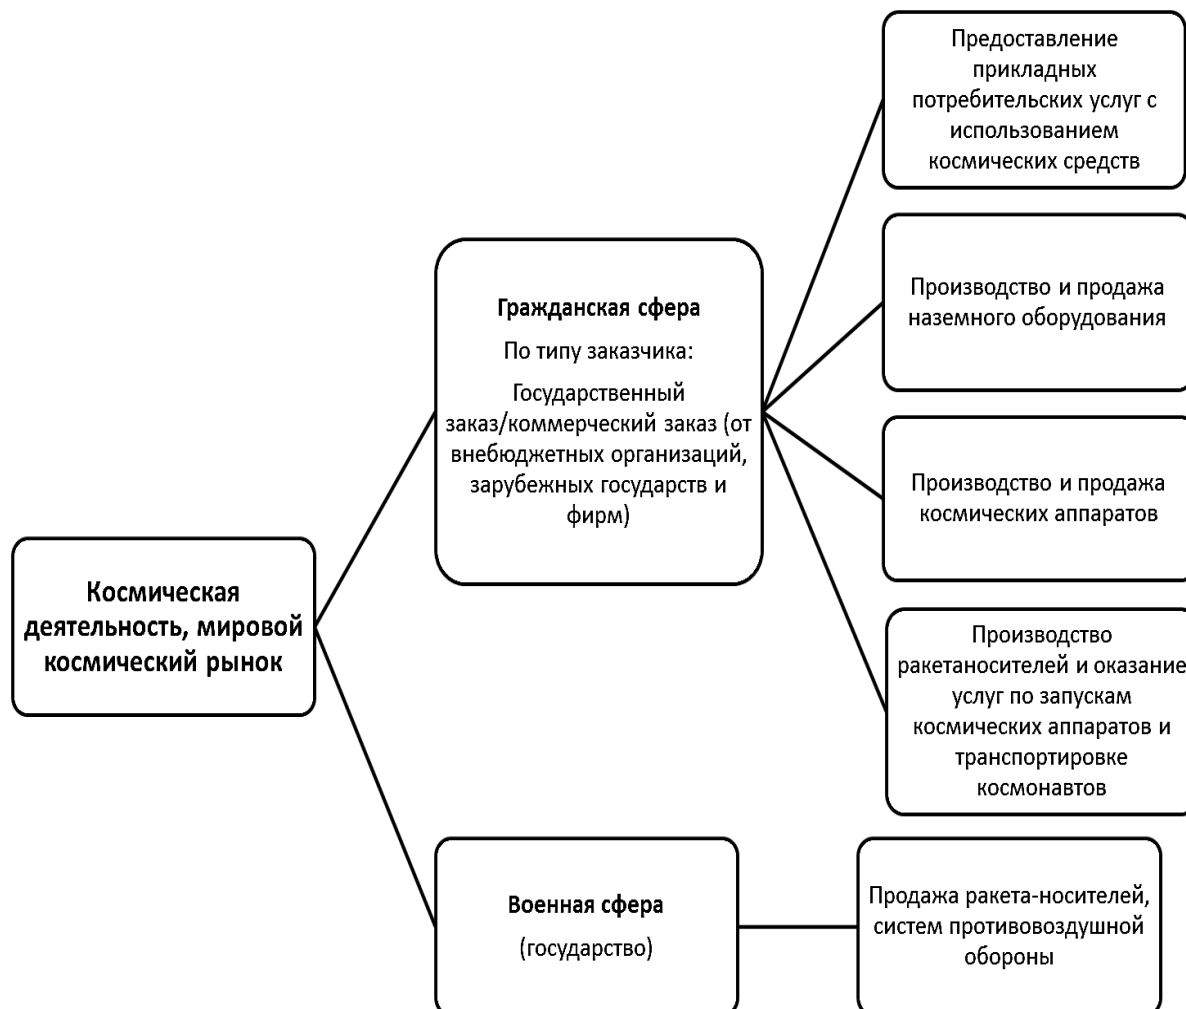 Космическая
деятельность, мировой
космический рынок
Гражданская сфера
По типу заказчика:
Государственный
заказ/коммерческий заказ (от
внебюджетных организаций,
зарубежных государств и
фирм)
Предоставление
прикладных
потребительских услуг с
использованием
космических средств
Производство и продажа
наземного оборудования
Производство и продажа
космических аппаратов
Производство
ракетаносителей и оказание
услуг по запускам
космических аппаратов и
транспортировке
космонавтов
Военная сфера
(государство)
Продажа ракета-носителей,
систем противовоздушной
обороны